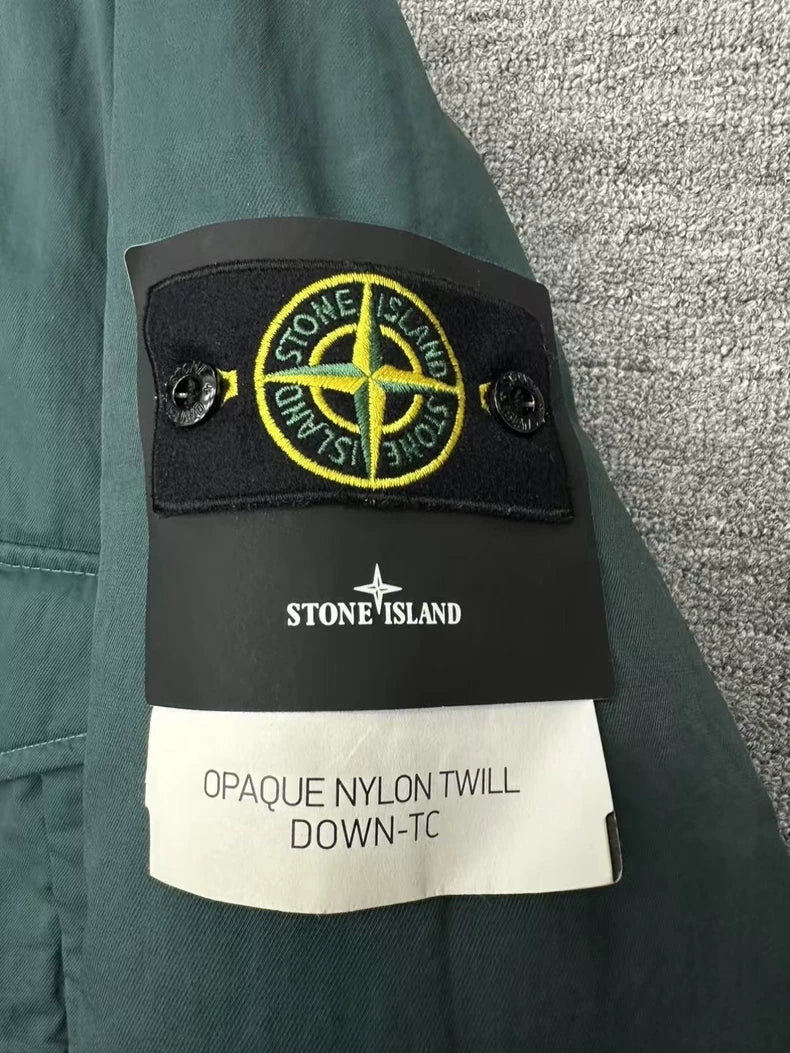 STONE ISLAND
STONE ISLAND
STONE ISLAND
OPAQUE NYLON TWILL
DOWN-TC